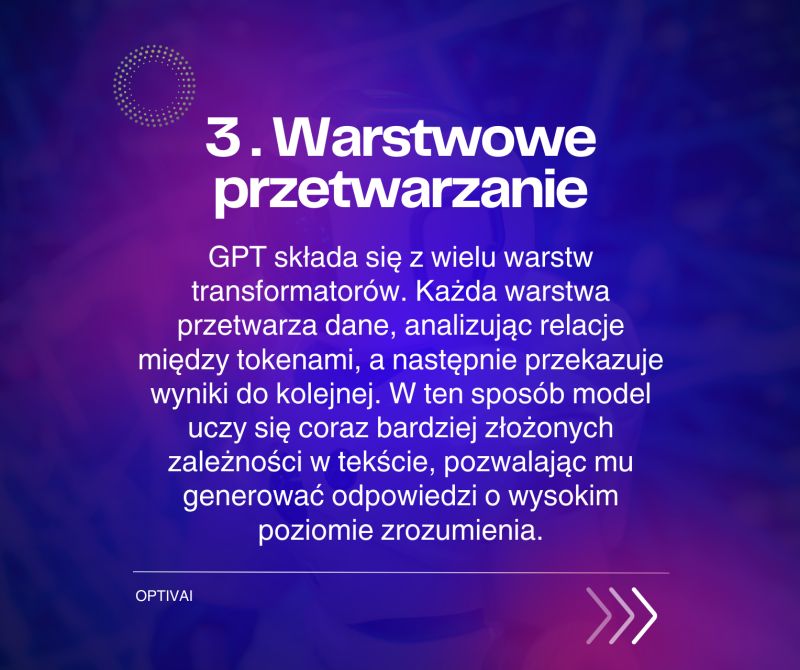 3 . Warstwowe
przetwarzanie
GPT składa się z wielu warstw
transformatorów. Każda warstwa
przetwarza dane, analizując relacje
między tokenami, a następnie przekazuje
wyniki do kolejnej. W ten sposób model
uczy się coraz bardziej złożonych
zależności w tekście, pozwalając mu
generować odpowiedzi o wysokim
poziomie zrozumienia.
OPTIVAI